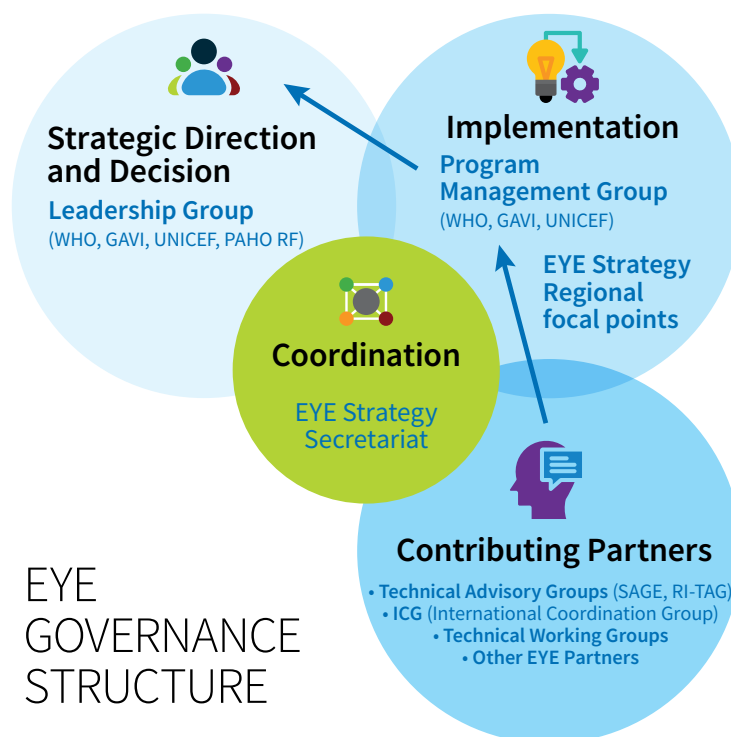 Strategic Direction
and Decision
Leadership Group
(WHO, GAVI, UNICEF, PAHO RF)
Implementation
Program
Management Group
(WHO, GAVI, UNICEF)
EYE Strategy
Regional
focal points
Coordination
EYE Strategy
Secretariat
Contributing Partners
• Technical Advisory Groups (SAGE, RI-TAG)
• ICG (International Coordination Group)
• Technical Working Groups
• Other EYE Partners
EYE
GOVERNANCE
STRUCTURE